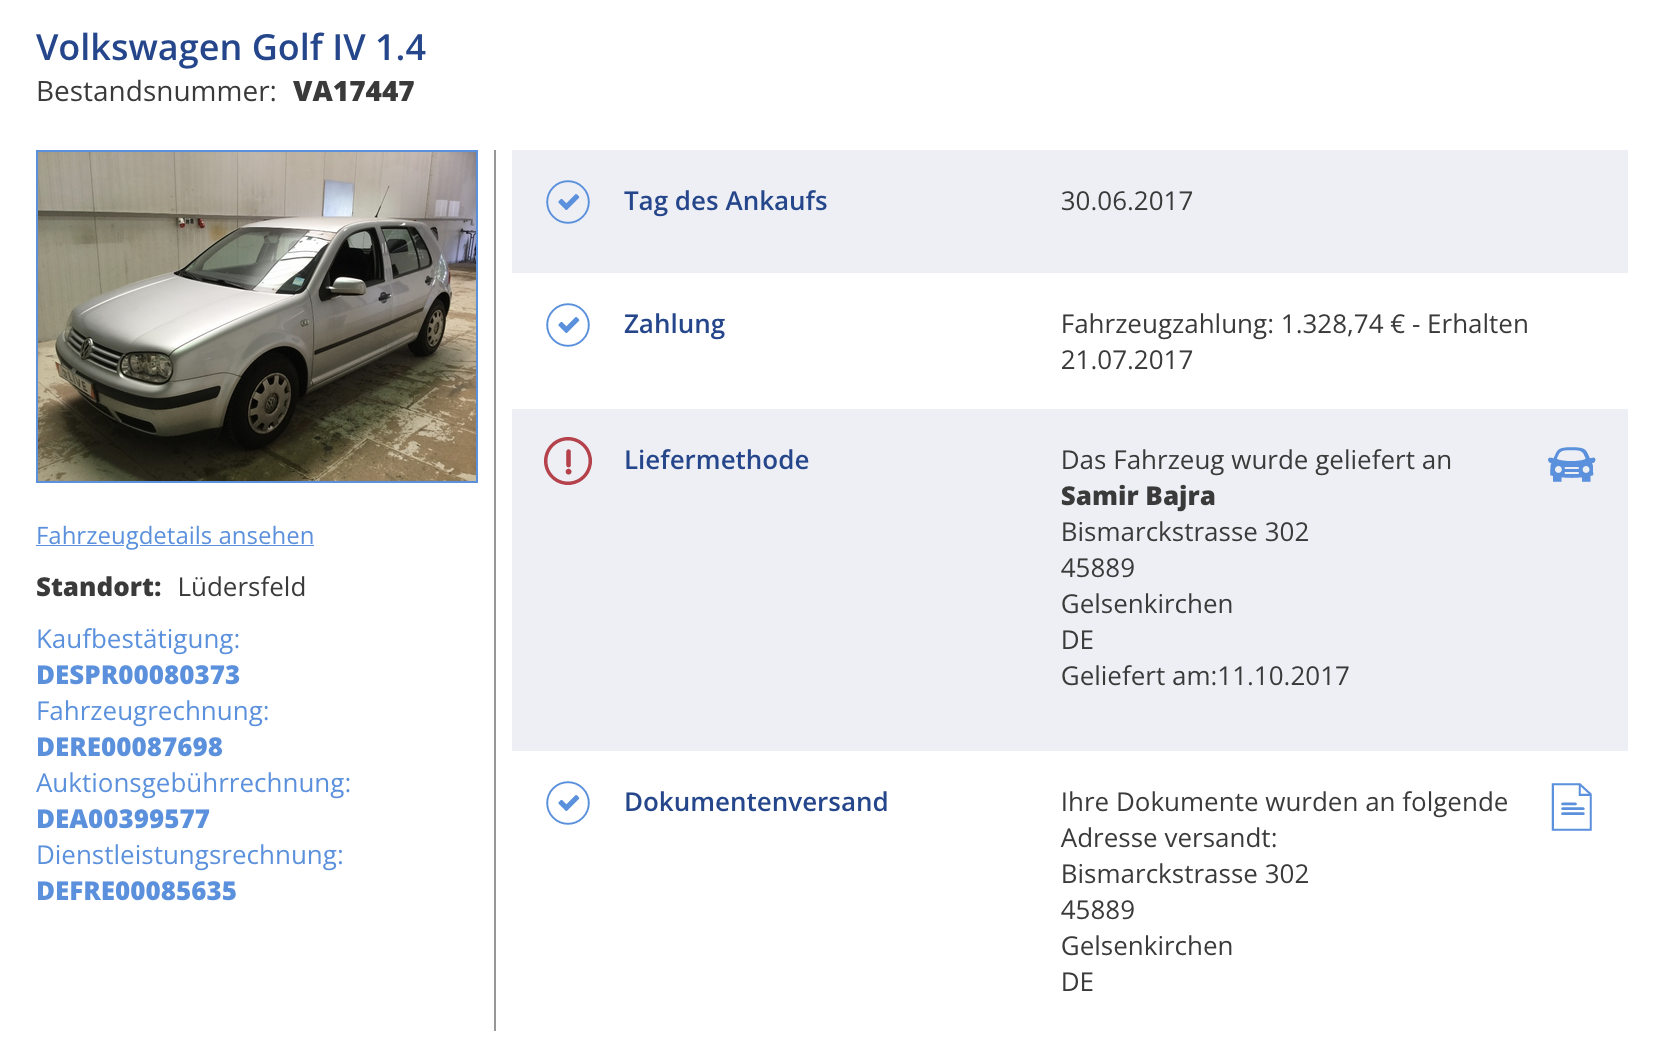 Volkswagen Golf IV 1.4
Bestandsnummer: VA17447
Fahrzeugdetails ansehen
Standort: Lüdersfeld
Kaufbestätigung:
DESPR00080373
Fahrzeugrechnung:
DERE00087698
Auktionsgebührrechnung:
DEA00399577
Dienstleistungsrechnung:
DEFRE00085635
Tag des Ankaufs 30.06.2017
Zahlung Fahrzeugzahlung: 1.328,74 € - Erhalten
21.07.2017
Liefermethode Das Fahrzeug wurde geliefert an
Samir Bajra
Bismarckstrasse 302
45889
Gelsenkirchen
DE
Geliefert am:11.10.2017
Dokumentenversand Ihre Dokumente wurden an folgende
Adresse versandt:
Bismarckstrasse 302
45889
Gelsenkirchen
DE